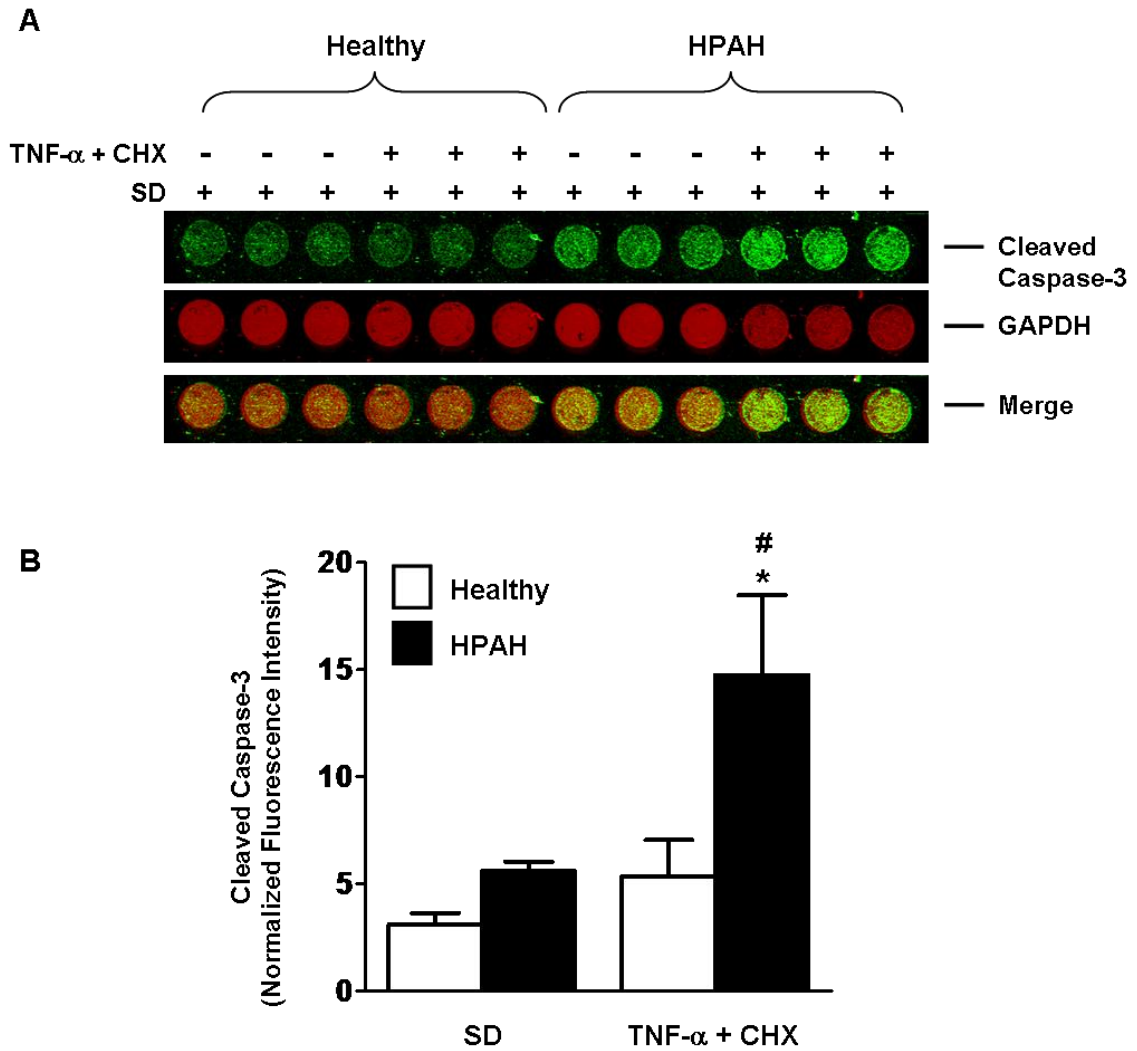 A
Healthy HPAH
TNF-α + CHX - - - + + + - - - + + +
SD + + + + + + + + + + + +
Cleaved
Caspase-3
GAPDH
Merge
B
#
*
20
15
10
5
0
Cleaved Caspase-3
(Normalized Fluorescence Intensity)
Healthy
HPAH
SD TNF-α + CHX